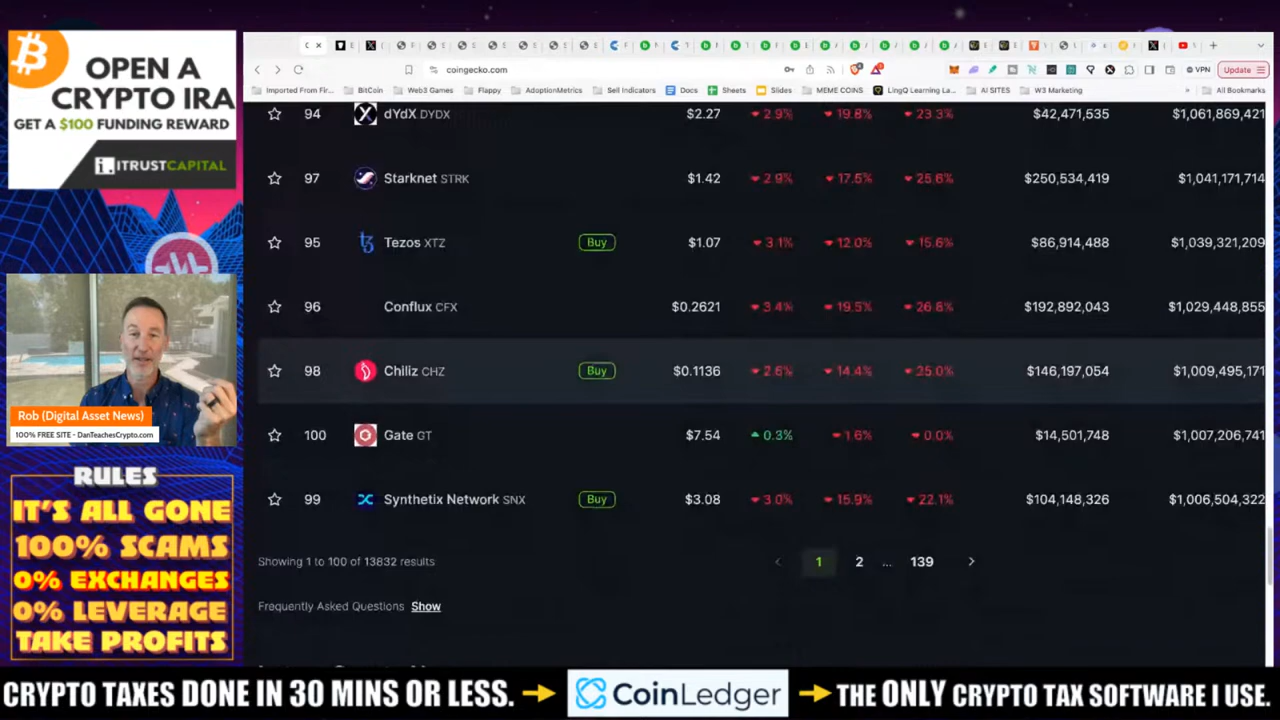 OPEN A
CRYPTO IRA
GET A $100 FUNDING REWARD
ITRUSTCAPITAL
Rob (Digital Asset News)
100% FREE SITE - DanTeachesCrypto.com
RULES
IT'S ALL GONE
100% SCAMS
0% EXCHANGES
0% LEVERAGE
TAKE PROFITS
coingecko.com
VPN
Update
Imported From Fir... BitCoin Web3 Games Flappy AdoptionMetrics Sell Indicators Docs Sheets Slides MEME COINS LingQ Learning La... AI SITES W3 Marketing » All Bookmarks
94 dYdX DYDX $2.27 2.9% 19.8% 23.3% $42,471,535 $1,061,869,421
97 Starknet STRK $1.42 2.9% 17.5% 25.6% $250,534,419 $1,041,171,714
95 Tezos XTZ Buy $1.07 3.1% 12.0% 15.6% $86,914,488 $1,039,321,209
96 Conflux CFX $0.2621 3.4% 19.5% 26.8% $192,892,043 $1,029,448,855
98 Chiliz CHZ Buy $0.1136 2.6% 14.4% 25.0% $146,197,054 $1,009,495,171
100 Gate GT $7.54 0.3% 1.6% 0.0% $14,501,748 $1,007,206,741
99 Synthetix Network SNX Buy $3.08 3.0% 15.9% 22.1% $104,148,326 $1,006,504,322
Showing 1 to 100 of 13832 results
1 2 ... 139
Frequently Asked Questions Show
CRYPTO TAXES DONE IN 30 MINS OR LESS. CoinLedger THE ONLY CRYPTO TAX SOFTWARE I USE.